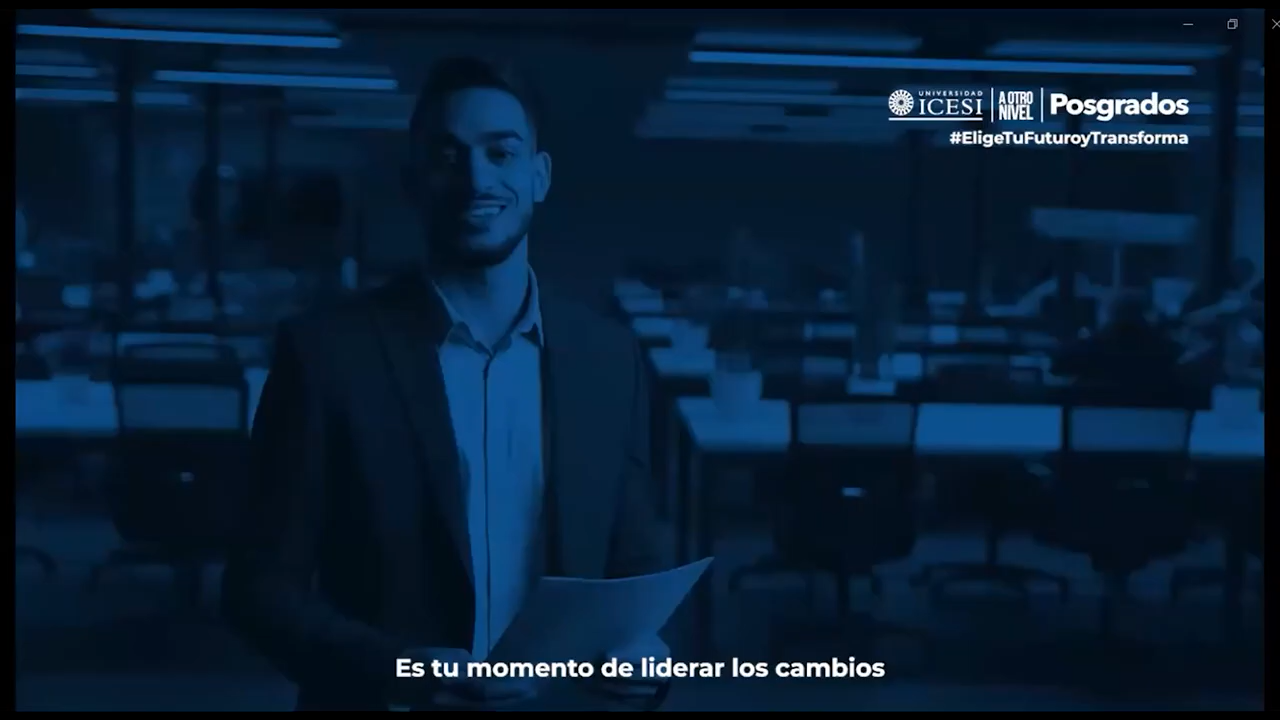 UNIVERSIDAD
ICESI
A OTRO
NIVEL
Posgrados
#EligeTuFuturoyTransforma
Es tu momento de liderar los cambios